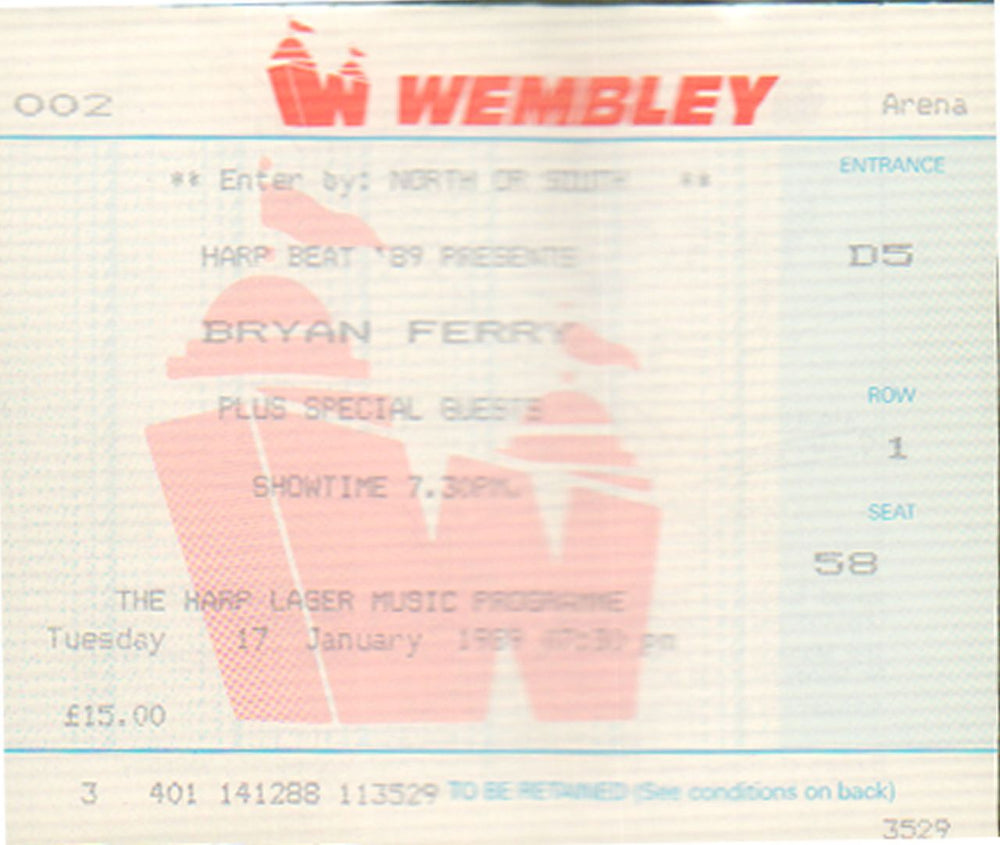 WEMBLEY
002
Arena
** Enter by: NORTH OR SOUTH **
ENTRANCE
HARP BEAT '89 PRESENTS
D5
BRYAN FERRY
ROW
PLUS SPECIAL GUESTS
1
SHOWTIME 7.30PM.
SEAT
58
THE HARP LAGER MUSIC PROGRAMME
Tuesday 17 January 1989 07:30 pm
£15.00
3 401 141288 113529 TO BE RETAINED (See conditions on back)
3529